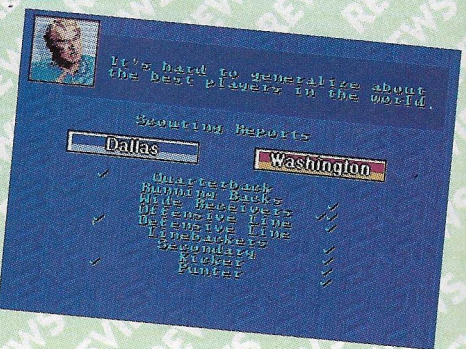 It's hard to generalize about
the best players in the world.
Scouting Reports
Dallas
Washington
Quarterback
Running Backs
Wide Receivers
Offensive Line
Defensive Line
Linebackers
Secondary
Kicker
Punter
REVIEWS